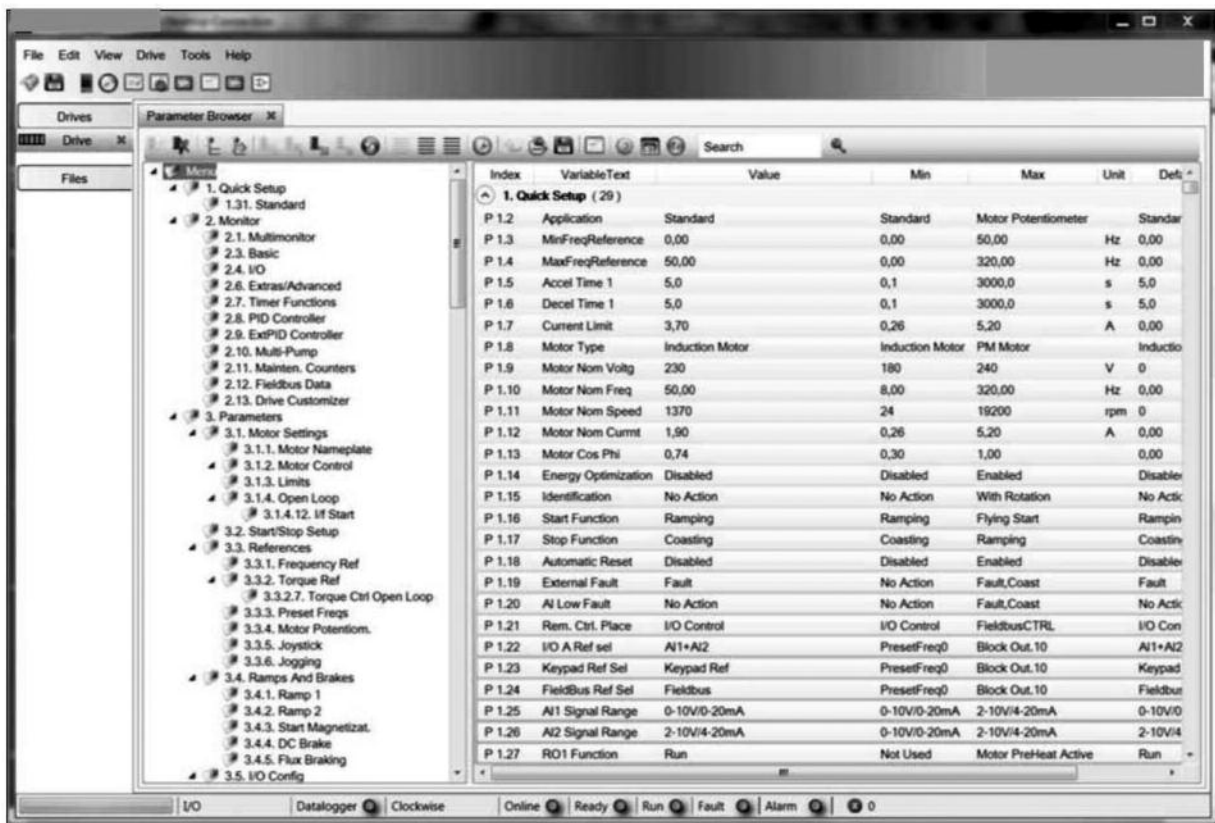 Connection
File Edit View Drive Tools Help
Drives
Drive
Files
Parameter Browser
Search
Menu
1. Quick Setup
1.31. Standard
2. Monitor
2.1. Multimonitor
2.3. Basic
2.4. I/O
2.6. Extras/Advanced
2.7. Timer Functions
2.8. PID Controller
2.9. ExtPID Controller
2.10. Multi-Pump
2.11. Mainten. Counters
2.12. Fieldbus Data
2.13. Drive Customizer
3. Parameters
3.1. Motor Settings
3.1.1. Motor Nameplate
3.1.2. Motor Control
3.1.3. Limits
3.1.4. Open Loop
3.1.4.12. I/f Start
3.2. Start/Stop Setup
3.3. References
3.3.1. Frequency Ref
3.3.2. Torque Ref
3.3.2.7. Torque Ctrl Open Loop
3.3.3. Preset Freqs
3.3.4. Motor Potentiom.
3.3.5. Joystick
3.3.6. Jogging
3.4. Ramps And Brakes
3.4.1. Ramp 1
3.4.2. Ramp 2
3.4.3. Start Magnetizat.
3.4.4. DC Brake
3.4.5. Flux Braking
3.5. I/O Config
Index VariableText Value Min Max Unit Defa
1. Quick Setup (29)
P 1.2 Application Standard Standard Motor Potentiometer Standar
P 1.3 MinFreqReference 0,00 0,00 50,00 Hz 0,00
P 1.4 MaxFreqReference 50,00 0,00 320,00 Hz 0,00
P 1.5 Accel Time 1 5,0 0,1 3000,0 s 5,0
P 1.6 Decel Time 1 5,0 0,1 3000,0 s 5,0
P 1.7 Current Limit 3,70 0,26 5,20 A 0,00
P 1.8 Motor Type Induction Motor Induction Motor PM Motor Inductio
P 1.9 Motor Nom Voltg 230 180 240 V 0
P 1.10 Motor Nom Freq 50,00 8,00 320,00 Hz 0,00
P 1.11 Motor Nom Speed 1370 24 19200 rpm 0
P 1.12 Motor Nom Currnt 1,90 0,26 5,20 A 0,00
P 1.13 Motor Cos Phi 0,74 0,30 1,00 0,00
P 1.14 Energy Optimization Disabled Disabled Enabled Disable
P 1.15 Identification No Action No Action With Rotation No Actic
P 1.16 Start Function Ramping Ramping Flying Start Rampin
P 1.17 Stop Function Coasting Coasting Ramping Coastin
P 1.18 Automatic Reset Disabled Disabled Enabled Disable
P 1.19 External Fault Fault No Action Fault,Coast Fault
P 1.20 AI Low Fault No Action No Action Fault,Coast No Actic
P 1.21 Rem. Ctrl. Place I/O Control I/O Control FieldbusCTRL I/O Con
P 1.22 I/O A Ref sel AI1+AI2 PresetFreq0 Block Out.10 AI1+AI2
P 1.23 Keypad Ref Sel Keypad Ref PresetFreq0 Block Out.10 Keypad
P 1.24 FieldBus Ref Sel Fieldbus PresetFreq0 Block Out.10 Fieldbus
P 1.25 AI1 Signal Range 0-10V/0-20mA 0-10V/0-20mA 2-10V/4-20mA 0-10V/0
P 1.26 AI2 Signal Range 2-10V/4-20mA 0-10V/0-20mA 2-10V/4-20mA 2-10V/4
P 1.27 RO1 Function Run Not Used Motor PreHeat Active Run
I/O Datalogger Clockwise Online Ready Run Fault Alarm 0